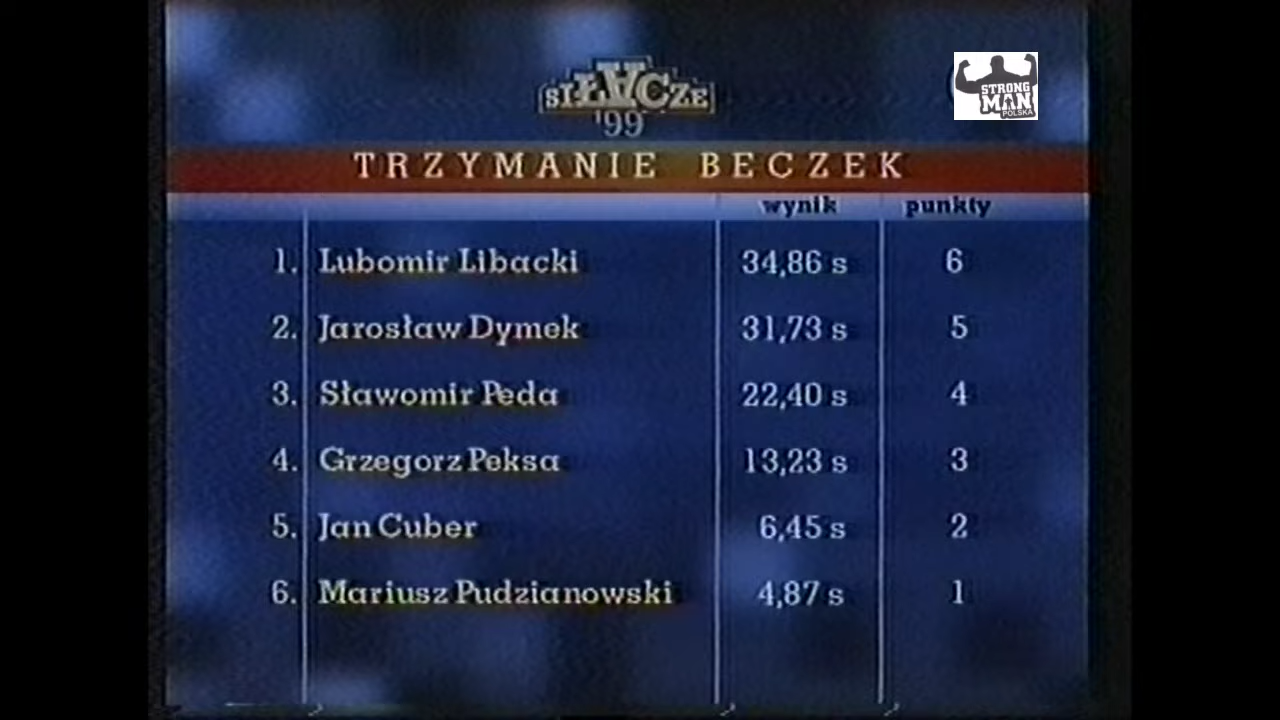 SIŁACZE
'99
STRONG
MAN
POLSKA
TRZYMANIE BECZEK
wynik punkty
1. Lubomir Libacki 34,86 s 6
2. Jarosław Dymek 31,73 s 5
3. Sławomir Peda 22,40 s 4
4. Grzegorz Peksa 13,23 s 3
5. Jan Cuber 6,45 s 2
6. Mariusz Pudzianowski 4,87 s 1